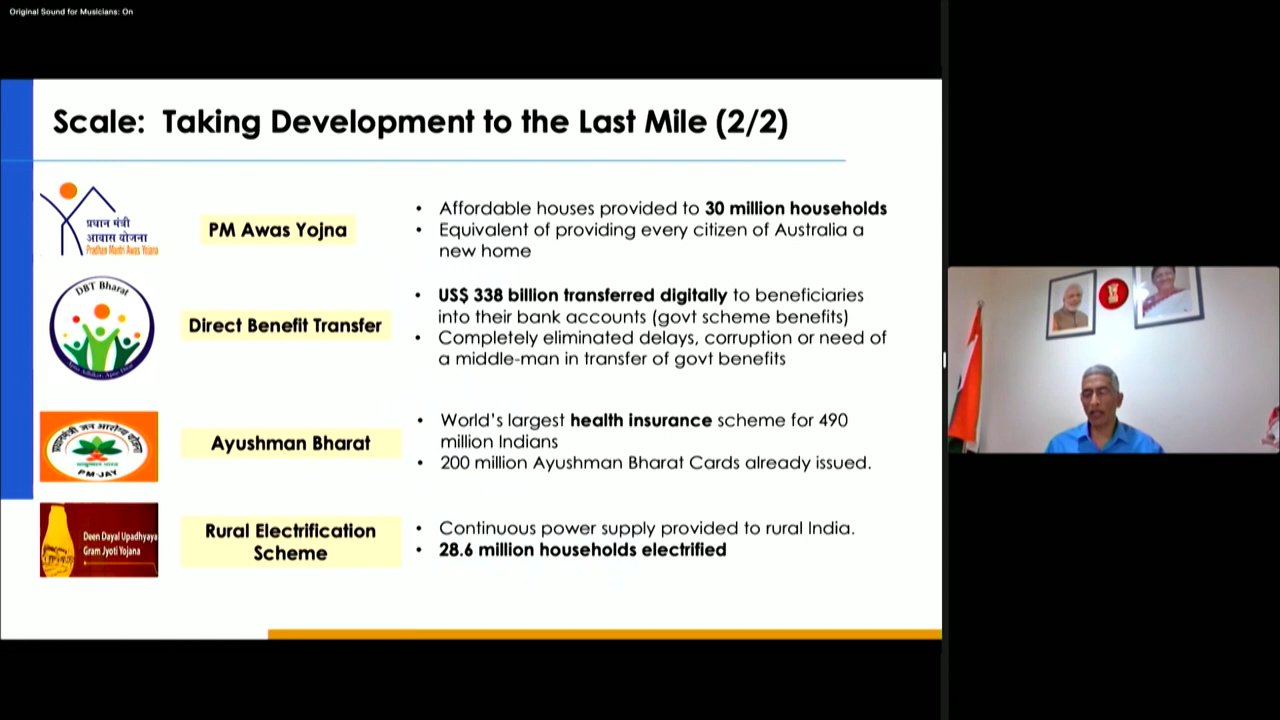 Original Sound for Musicians: On
Scale: Taking Development to the Last Mile (2/2)
प्रधान मंत्री
आवास योजना
Pradhan Mantri Awas Yojana
PM Awas Yojna
• Affordable houses provided to 30 million households
• Equivalent of providing every citizen of Australia a
new home
DBT Bharat
Direct Benefit Transfer
• US$ 338 billion transferred digitally to beneficiaries
into their bank accounts (govt scheme benefits)
• Completely eliminated delays, corruption or need of
a middle-man in transfer of govt benefits
PM-JAY
Ayushman Bharat
• World's largest health insurance scheme for 490
million Indians
• 200 million Ayushman Bharat Cards already issued.
Deen Dayal Upadhyaya
Gram Jyoti Yojana
Rural Electrification
Scheme
• Continuous power supply provided to rural India.
• 28.6 million households electrified